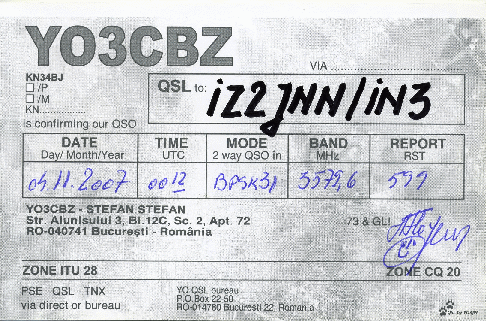 YO3CBZ
VIA
KN34BJ
/P
/M
KN
QSL to: iZ2JNN/iN3
is confirming our QSO
DATE TIME MODE BAND REPORT
Day/ Month/Year UTC 2 way QSO in MHz RST
04 11.2007 0012 BPSK31 3579,6 599
YO3CBZ - STEFAN STEFAN
Str. Alunisului 3, Bl.12C, Sc. 2, Apt. 72
73 & GL!
RO-040741 Bucureşti - România
ZONE ITU 28 ZONE CQ 20
PSE QSL TNX
via direct or bureau
YO QSL bureau
P.O.Box 22-50
RO-014780 Bucuresti 22, Romania